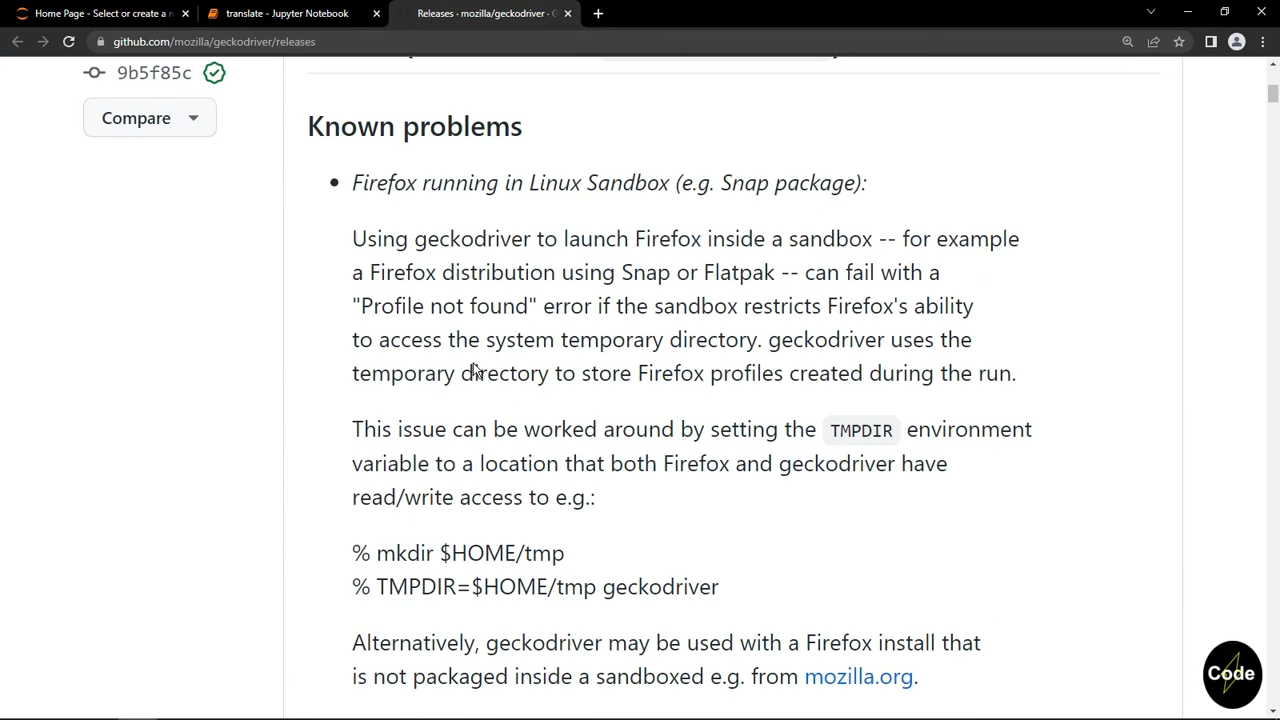 Home Page - Select or create a n
translate - Jupyter Notebook
Releases · mozilla/geckodriver ·
github.com/mozilla/geckodriver/releases
9b5f85c
Compare
Known problems
Firefox running in Linux Sandbox (e.g. Snap package):
Using geckodriver to launch Firefox inside a sandbox -- for example
a Firefox distribution using Snap or Flatpak -- can fail with a
"Profile not found" error if the sandbox restricts Firefox's ability
to access the system temporary directory. geckodriver uses the
temporary directory to store Firefox profiles created during the run.
This issue can be worked around by setting the TMPDIR environment
variable to a location that both Firefox and geckodriver have
read/write access to e.g.:
% mkdir $HOME/tmp
% TMPDIR=$HOME/tmp geckodriver
Alternatively, geckodriver may be used with a Firefox install that
is not packaged inside a sandboxed e.g. from mozilla.org.
Code